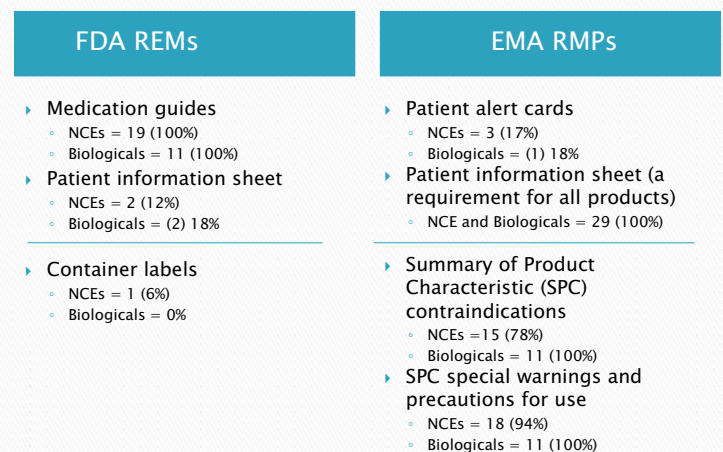 FDA REMs
Medication guides
NCEs = 19 (100%)
Biologicals = 11 (100%)
Patient information sheet
NCEs = 2 (12%)
Biologicals = (2) 18%
Container labels
NCEs = 1 (6%)
Biologicals = 0%
EMA RMPs
Patient alert cards
NCEs = 3 (17%)
Biologicals = (1) 18%
Patient information sheet (a
requirement for all products)
NCE and Biologicals = 29 (100%)
Summary of Product
Characteristic (SPC)
contraindications
NCEs =15 (78%)
Biologicals = 11 (100%)
SPC special warnings and
precautions for use
NCEs = 18 (94%)
Biologicals = 11 (100%)